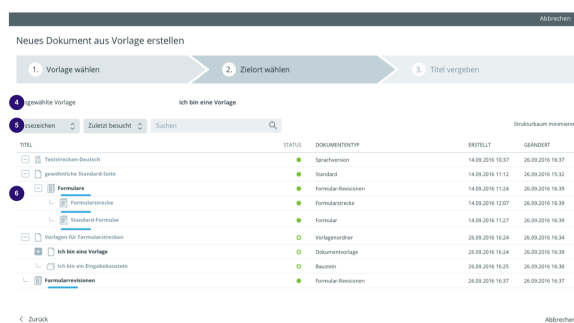 Abbrechen
Neues Dokument aus Vorlage erstellen
1. Vorlage wählen 2. Zielort wählen 3. Titel vergeben
4 sgewählte Vorlage Ich bin eine Vorlage
5 esezeichen Zuletzt besucht Suchen Strukturbaum minimiere
TITEL STATUS DOKUMENTENTYP ERSTELLT GEÄNDERT
Teststrecken-Deutsch Sprachversion 14.09.2016 10:37 26.09.2016 16:37
gewöhnliche Standard-Seite Standard 14.09.2016 11:12 26.09.2016 15:32
6 Formulare Formular-Revisionen 14.09.2016 11:24 26.09.2016 16:39
Formularstrecke Formularstrecke 14.09.2016 12:07 26.09.2016 16:39
Standard-Formular Formular 14.09.2016 11:27 26.09.2016 16:39
Vorlagen für Formularstrecken Vorlagenordner 26.09.2016 16:24 26.09.2016 16:34
Ich bin eine Vorlage Dokumentvorlage 26.09.2016 16:24 26.09.2016 16:39
Ich bin ein Eingabebaustein Baustein 26.09.2016 16:25 26.09.2016 16:30
Formularrevisionen Formular-Revisionen 26.09.2016 16:37 26.09.2016 16:37
Zurück Abbrechen